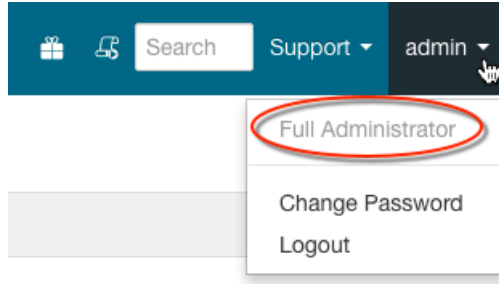 Search Support admin
Full Administrator
Change Password
Logout